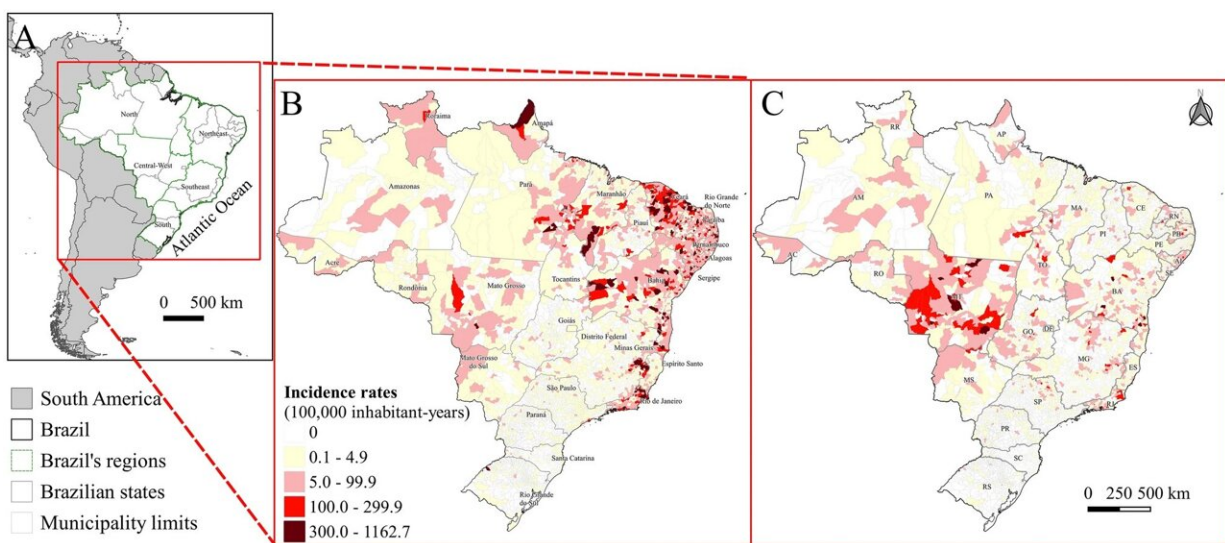 A
North
Northeast
Central-West
Southeast
South
Atlantic Ocean
0 500 km
South America
Brazil
Brazil's regions
Brazilian states
Municipality limits
B
Roraima
Amapá
Amazonas
Pará
Maranhão
Ceará
Rio Grande
do Norte
Paraíba
Piauí
Pernambuco
Alagoas
Sergipe
Acre
Rondônia
Mato Grosso
Tocantins
Bahia
Goiás
Distrito Federal
Minas Gerais
Mato Grosso
do Sul
Espírito Santo
São Paulo
Rio de Janeiro
Paraná
Santa Catarina
Rio Grande
do Sul
Incidence rates
(100,000 inhabitant-years)
0
0.1 - 4.9
5.0 - 99.9
100.0 - 299.9
300.0 - 1162.7
C
N
RR
AP
AM
PA
MA
CE
RN
PB
PE
AL
SE
PI
AC
RO
TO
BA
GO
DF
MG
ES
MS
SP
RJ
PR
SC
RS
0 250 500 km